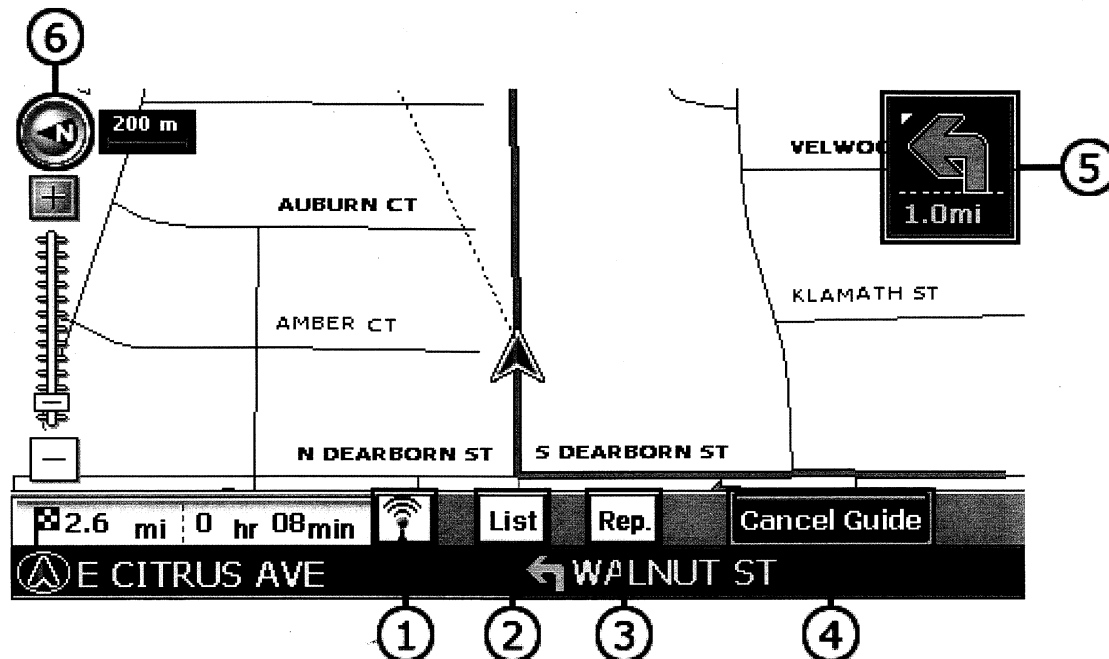 6
N 200 m
VELWOO
5
1.0mi
AUBURN CT
KLAMATH ST
AMBER CT
N DEARBORN ST S DEARBORN ST
2.6 mi 0 hr 08min List Rep. Cancel Guide
E CITRUS AVE WALNUT ST
1 2 3 4